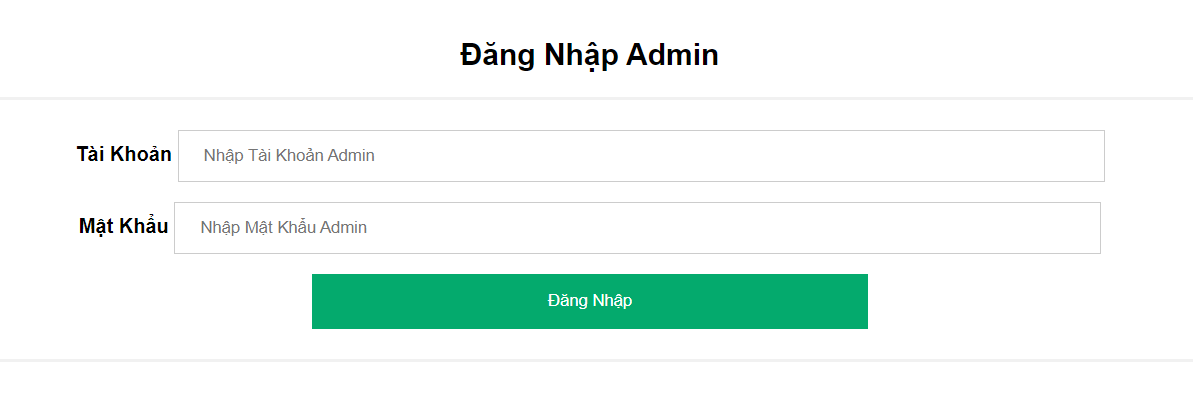 Đăng Nhập Admin
Tài Khoản Nhập Tài Khoản Admin
Mật Khẩu Nhập Mật Khẩu Admin
Đăng Nhập